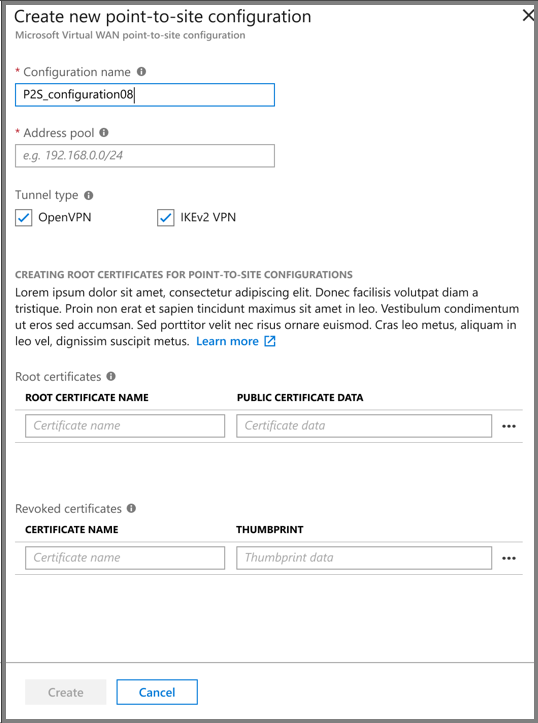 Create new point-to-site configuration
Microsoft Virtual WAN point-to-site configuration
* Configuration name
P2S_configuration08
* Address pool
e.g. 192.168.0.0/24
Tunnel type
OpenVPN IKEv2 VPN
CREATING ROOT CERTIFICATES FOR POINT-TO-SITE CONFIGURATIONS
Lorem ipsum dolor sit amet, consectetur adipiscing elit. Donec facilisis volutpat diam a
tristique. Proin non erat et sapien tincidunt maximus sit amet in leo. Vestibulum condimentum
ut eros sed accumsan. Sed porttitor velit nec risus ornare euismod. Cras leo metus, aliquam in
leo vel, dignissim suscipit metus. Learn more
Root certificates
ROOT CERTIFICATE NAME PUBLIC CERTIFICATE DATA
Certificate name Certificate data
Revoked certificates
CERTIFICATE NAME THUMBPRINT
Certificate name Thumbprint data
Create Cancel